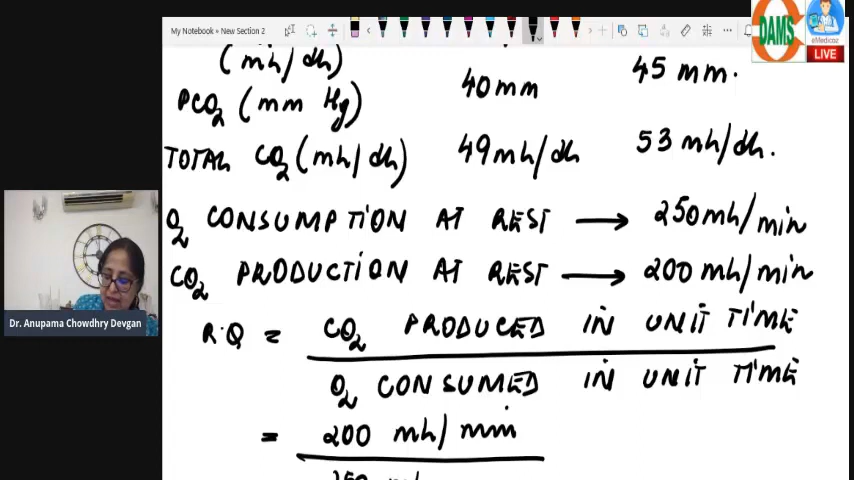 My Notebook » New Section 2
DAMS
eMedicoz
LIVE
(ml/dl)
PCO2 (mm Hg) 40mm 45 mm.
TOTAL CO2 (ml/dl) 49ml/dl 53 ml/dl.
O2 CONSUMPTION AT REST → 250ml/min
CO2 PRODUCTION AT REST → 200 ml/min
R.Q = CO2 PRODUCED IN UNIT TIME
O2 CONSUMED IN UNIT TIME
= 200 ml/min
Dr. Anupama Chowdhry Devgan